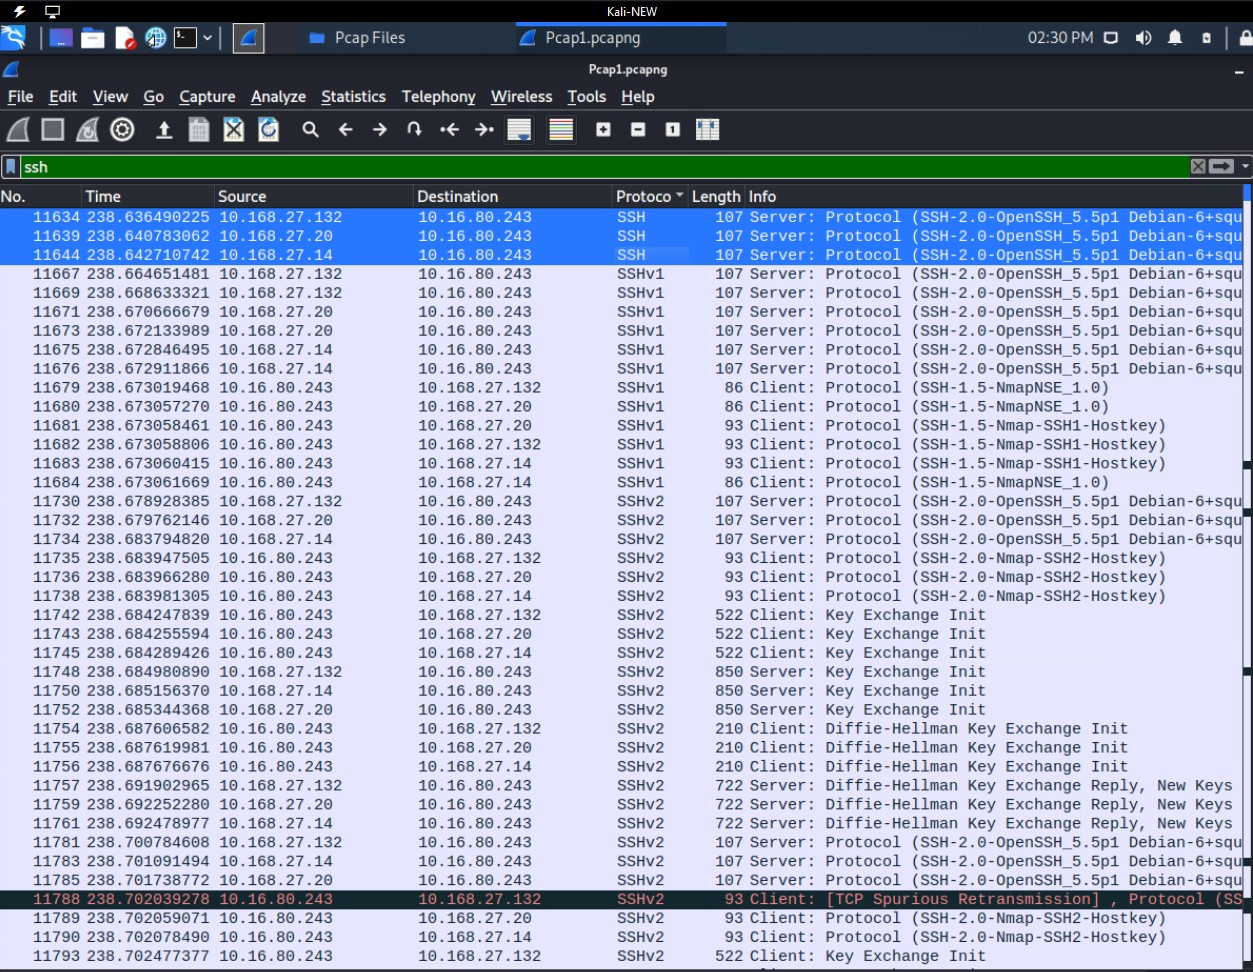 Kali-NEW
Pcap Files
Pcap1.pcapng
02:30 PM
Pcap1.pcapng
File Edit View Go Capture Analyze Statistics Telephony Wireless Tools Help
ssh
No. Time Source Destination Protoco Length Info
11634 238.636490225 10.168.27.132 10.16.80.243 SSH 107 Server: Protocol (SSH-2.0-OpenSSH_5.5p1 Debian-6+squ
11639 238.640783062 10.168.27.20 10.16.80.243 SSH 107 Server: Protocol (SSH-2.0-OpenSSH_5.5p1 Debian-6+squ
11644 238.642710742 10.168.27.14 10.16.80.243 SSH 107 Server: Protocol (SSH-2.0-OpenSSH_5.5p1 Debian-6+squ
11667 238.664651481 10.168.27.132 10.16.80.243 SSHv1 107 Server: Protocol (SSH-2.0-OpenSSH_5.5p1 Debian-6+squ
11669 238.668633321 10.168.27.132 10.16.80.243 SSHv1 107 Server: Protocol (SSH-2.0-OpenSSH_5.5p1 Debian-6+squ
11671 238.670666679 10.168.27.20 10.16.80.243 SSHv1 107 Server: Protocol (SSH-2.0-OpenSSH_5.5p1 Debian-6+squ
11673 238.672133989 10.168.27.20 10.16.80.243 SSHv1 107 Server: Protocol (SSH-2.0-OpenSSH_5.5p1 Debian-6+squ
11675 238.672846495 10.168.27.14 10.16.80.243 SSHv1 107 Server: Protocol (SSH-2.0-OpenSSH_5.5p1 Debian-6+squ
11676 238.672911866 10.168.27.14 10.16.80.243 SSHv1 107 Server: Protocol (SSH-2.0-OpenSSH_5.5p1 Debian-6+squ
11679 238.673019468 10.16.80.243 10.168.27.132 SSHv1 86 Client: Protocol (SSH-1.5-NmapNSE_1.0)
11680 238.673057270 10.16.80.243 10.168.27.20 SSHv1 86 Client: Protocol (SSH-1.5-NmapNSE_1.0)
11681 238.673058461 10.16.80.243 10.168.27.20 SSHv1 93 Client: Protocol (SSH-1.5-Nmap-SSH1-Hostkey)
11682 238.673058806 10.16.80.243 10.168.27.132 SSHv1 93 Client: Protocol (SSH-1.5-Nmap-SSH1-Hostkey)
11683 238.673060415 10.16.80.243 10.168.27.14 SSHv1 93 Client: Protocol (SSH-1.5-Nmap-SSH1-Hostkey)
11684 238.673061669 10.16.80.243 10.168.27.14 SSHv1 86 Client: Protocol (SSH-1.5-NmapNSE_1.0)
11730 238.678928385 10.168.27.132 10.16.80.243 SSHv2 107 Server: Protocol (SSH-2.0-OpenSSH_5.5p1 Debian-6+squ
11732 238.679762146 10.168.27.20 10.16.80.243 SSHv2 107 Server: Protocol (SSH-2.0-OpenSSH_5.5p1 Debian-6+squ
11734 238.683794820 10.168.27.14 10.16.80.243 SSHv2 107 Server: Protocol (SSH-2.0-OpenSSH_5.5p1 Debian-6+squ
11735 238.683947505 10.16.80.243 10.168.27.132 SSHv2 93 Client: Protocol (SSH-2.0-Nmap-SSH2-Hostkey)
11736 238.683966280 10.16.80.243 10.168.27.20 SSHv2 93 Client: Protocol (SSH-2.0-Nmap-SSH2-Hostkey)
11738 238.683981305 10.16.80.243 10.168.27.14 SSHv2 93 Client: Protocol (SSH-2.0-Nmap-SSH2-Hostkey)
11742 238.684247839 10.16.80.243 10.168.27.132 SSHv2 522 Client: Key Exchange Init
11743 238.684255594 10.16.80.243 10.168.27.20 SSHv2 522 Client: Key Exchange Init
11745 238.684289426 10.16.80.243 10.168.27.14 SSHv2 522 Client: Key Exchange Init
11748 238.684980890 10.168.27.132 10.16.80.243 SSHv2 850 Server: Key Exchange Init
11750 238.685156370 10.168.27.14 10.16.80.243 SSHv2 850 Server: Key Exchange Init
11752 238.685344368 10.168.27.20 10.16.80.243 SSHv2 850 Server: Key Exchange Init
11754 238.687606582 10.16.80.243 10.168.27.132 SSHv2 210 Client: Diffie-Hellman Key Exchange Init
11755 238.687619981 10.16.80.243 10.168.27.20 SSHv2 210 Client: Diffie-Hellman Key Exchange Init
11756 238.687676676 10.16.80.243 10.168.27.14 SSHv2 210 Client: Diffie-Hellman Key Exchange Init
11757 238.691902965 10.168.27.132 10.16.80.243 SSHv2 722 Server: Diffie-Hellman Key Exchange Reply, New Keys
11759 238.692252280 10.168.27.20 10.16.80.243 SSHv2 722 Server: Diffie-Hellman Key Exchange Reply, New Keys
11761 238.692478977 10.168.27.14 10.16.80.243 SSHv2 722 Server: Diffie-Hellman Key Exchange Reply, New Keys
11781 238.700784608 10.168.27.132 10.16.80.243 SSHv2 107 Server: Protocol (SSH-2.0-OpenSSH_5.5p1 Debian-6+squ
11783 238.701091494 10.168.27.14 10.16.80.243 SSHv2 107 Server: Protocol (SSH-2.0-OpenSSH_5.5p1 Debian-6+squ
11785 238.701738772 10.168.27.20 10.16.80.243 SSHv2 107 Server: Protocol (SSH-2.0-OpenSSH_5.5p1 Debian-6+squ
11788 238.702039278 10.16.80.243 10.168.27.132 SSHv2 93 Client: [TCP Spurious Retransmission] , Protocol (SS
11789 238.702059071 10.16.80.243 10.168.27.20 SSHv2 93 Client: Protocol (SSH-2.0-Nmap-SSH2-Hostkey)
11790 238.702078490 10.16.80.243 10.168.27.14 SSHv2 93 Client: Protocol (SSH-2.0-Nmap-SSH2-Hostkey)
11793 238.702477377 10.16.80.243 10.168.27.132 SSHv2 522 Client: Key Exchange Init